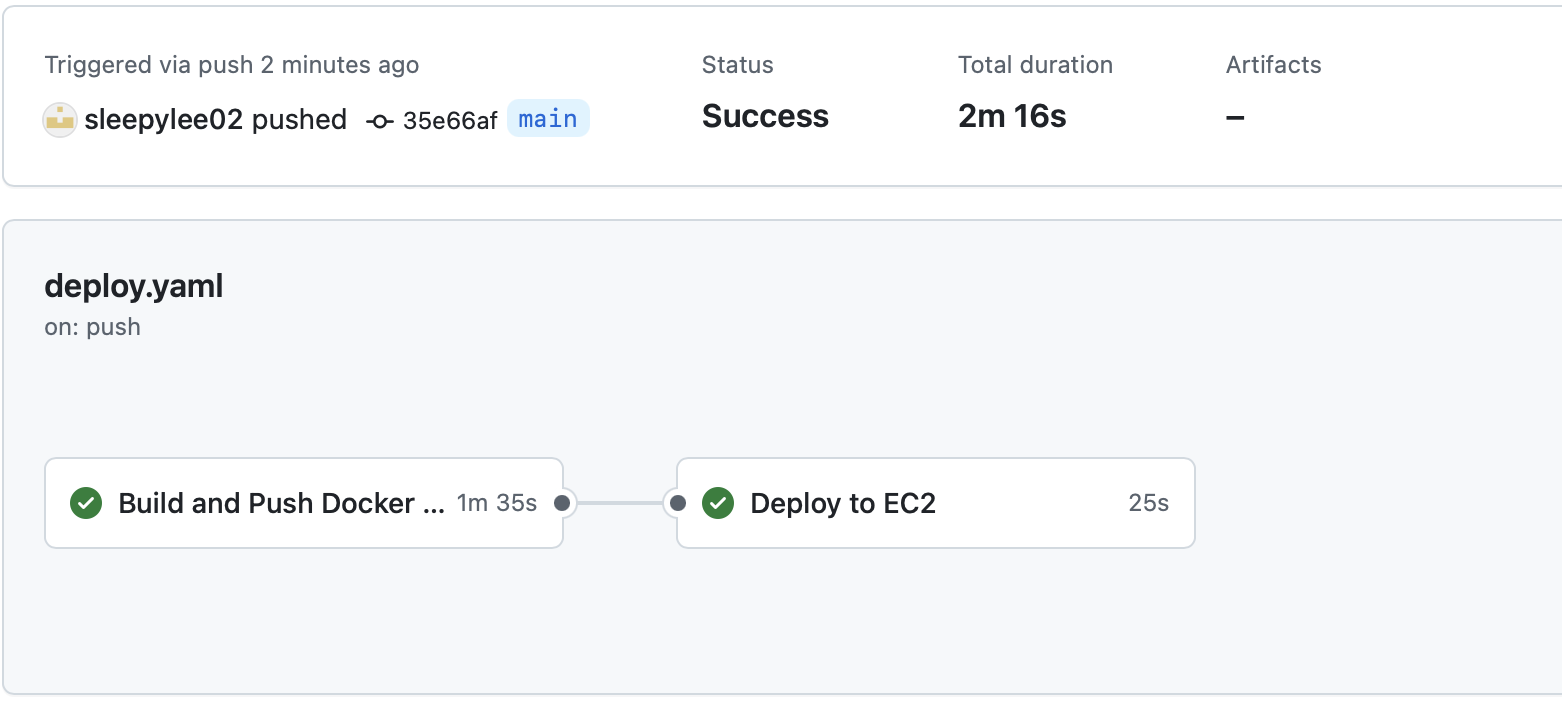 Triggered via push 2 minutes ago
sleepylee02 pushed 35e66af main
Status
Success
Total duration
2m 16s
Artifacts
–
deploy.yaml
on: push
Build and Push Docker ... 1m 35s
Deploy to EC2 25s